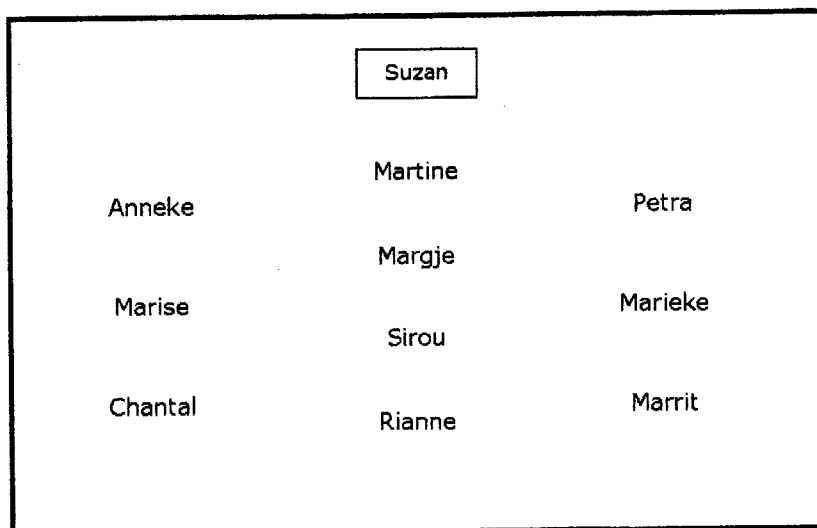 Suzan
Martine
Anneke
Petra
Margje
Marise
Marieke
Sirou
Chantal
Marrit
Rianne